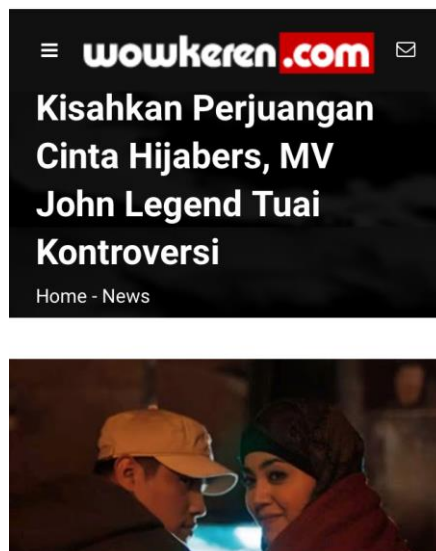 wowkeren.com
Kisahkan Perjuangan
Cinta Hijabers, MV
John Legend Tuai
Kontroversi
Home - News